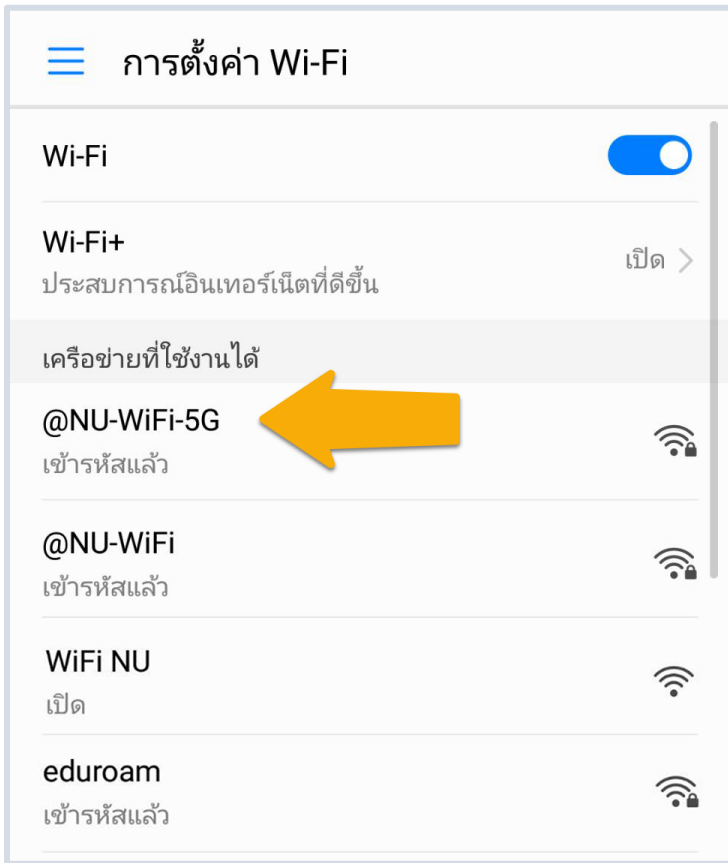 การตั้งค่า Wi-Fi
Wi-Fi
Wi-Fi+
ประสบการณ์อินเทอร์เน็ตที่ดีขึ้น
เปิด
เครือข่ายที่ใช้งานได้
@NU-WiFi-5G
เข้ารหัสแล้ว
@NU-WiFi
เข้ารหัสแล้ว
WiFi NU
เปิด
eduroam
เข้ารหัสแล้ว